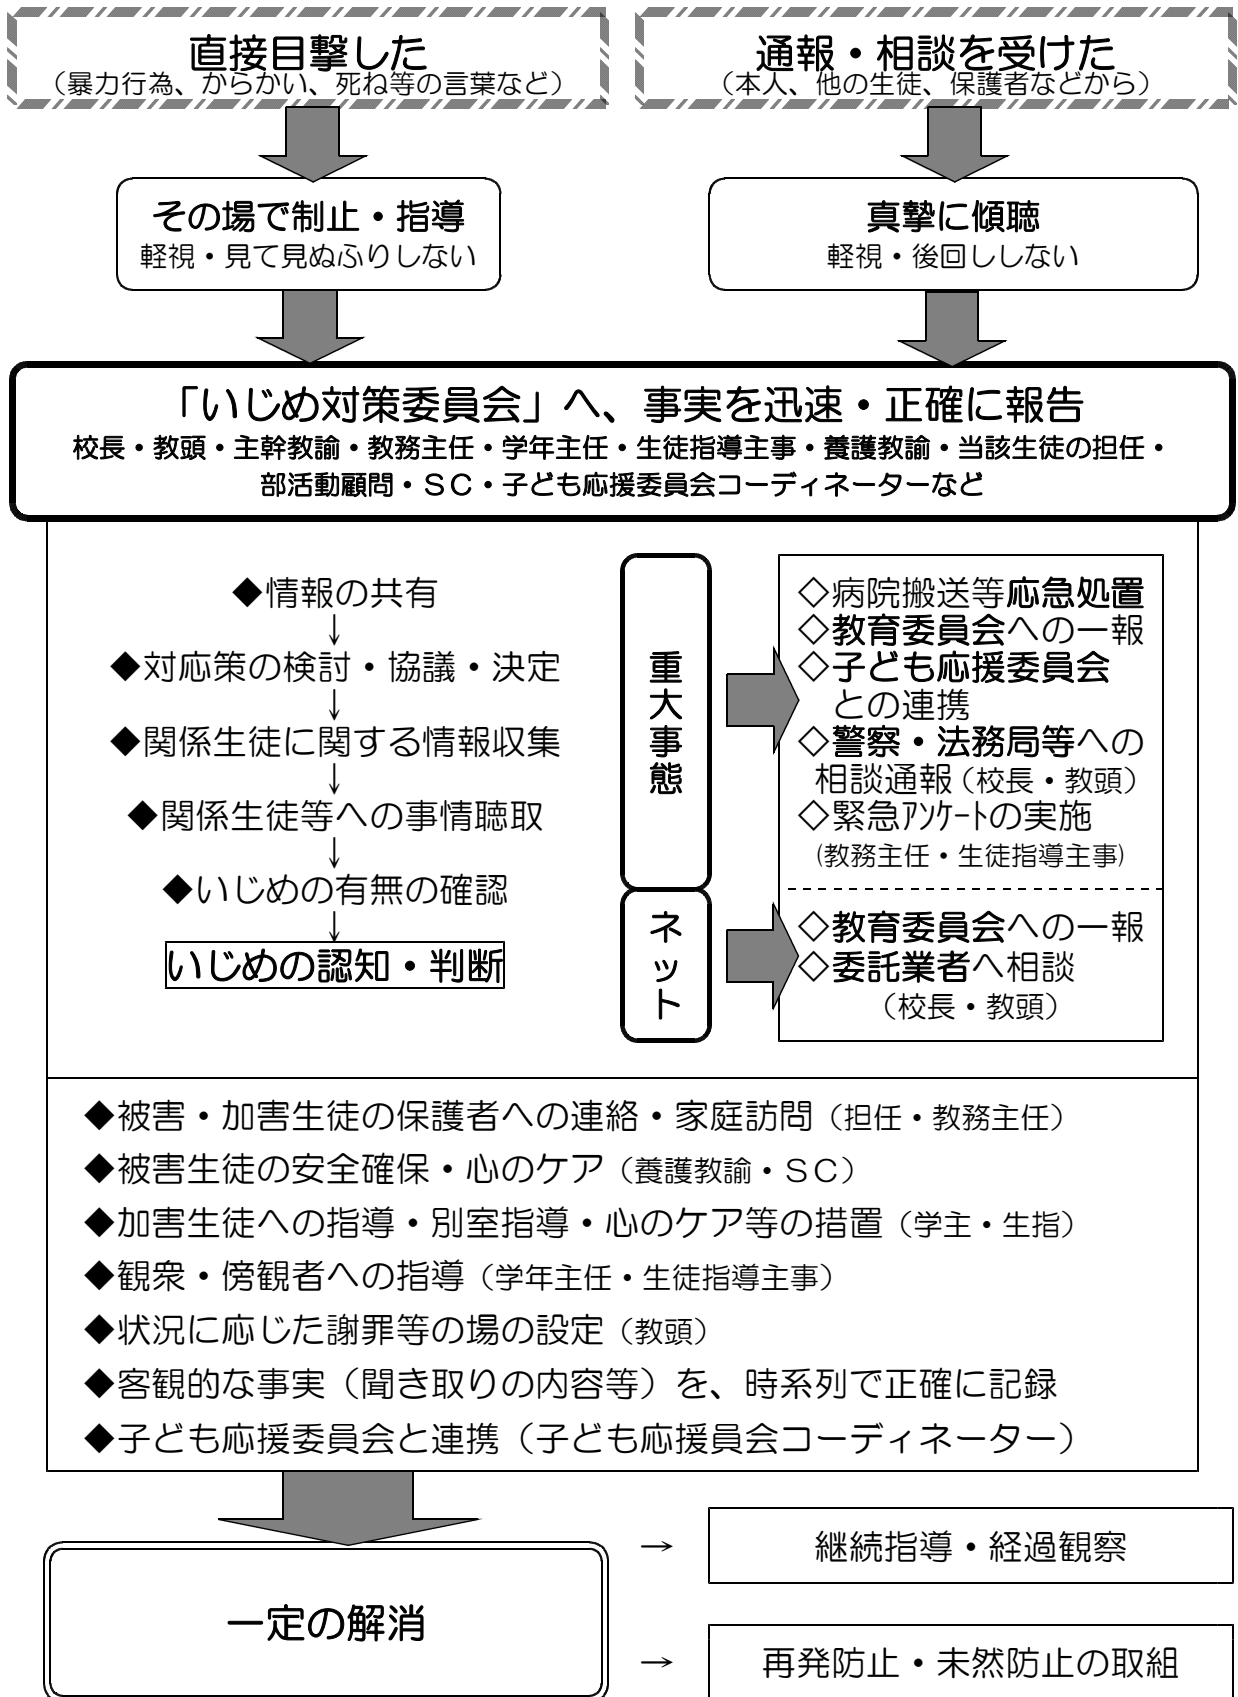 直接目撃した
（暴力行為、からかい、死ね等の言葉など）
通報・相談を受けた
（本人、他の生徒、保護者などから）
その場で制止・指導
軽視・見て見ぬふりしない
真摯に傾聴
軽視・後回ししない
「いじめ対策委員会」へ、事実を迅速・正確に報告
校長・教頭・主幹教諭・教務主任・学年主任・生徒指導主事・養護教諭・当該生徒の担任・
部活動顧問・ＳＣ・子ども応援委員会コーディネーターなど
◆情報の共有
↓
◆対応策の検討・協議・決定
↓
◆関係生徒に関する情報収集
↓
◆関係生徒等への事情聴取
↓
◆いじめの有無の確認
↓
いじめの認知・判断
重大事態
◇病院搬送等応急処置
◇教育委員会への一報
◇子ども応援委員会
との連携
◇警察・法務局等への
相談通報（校長・教頭）
◇緊急ｱﾝｹｰﾄの実施
(教務主任・生徒指導主事)
ネット
◇教育委員会への一報
◇委託業者へ相談
（校長・教頭）
◆被害・加害生徒の保護者への連絡・家庭訪問（担任・教務主任）
◆被害生徒の安全確保・心のケア（養護教諭・ＳＣ）
◆加害生徒への指導・別室指導・心のケア等の措置（学主・生指）
◆観衆・傍観者への指導（学年主任・生徒指導主事）
◆状況に応じた謝罪等の場の設定（教頭）
◆客観的な事実（聞き取りの内容等）を、時系列で正確に記録
◆子ども応援委員会と連携（子ども応援員会コーディネーター）
一定の解消
→
継続指導・経過観察
→
再発防止・未然防止の取組